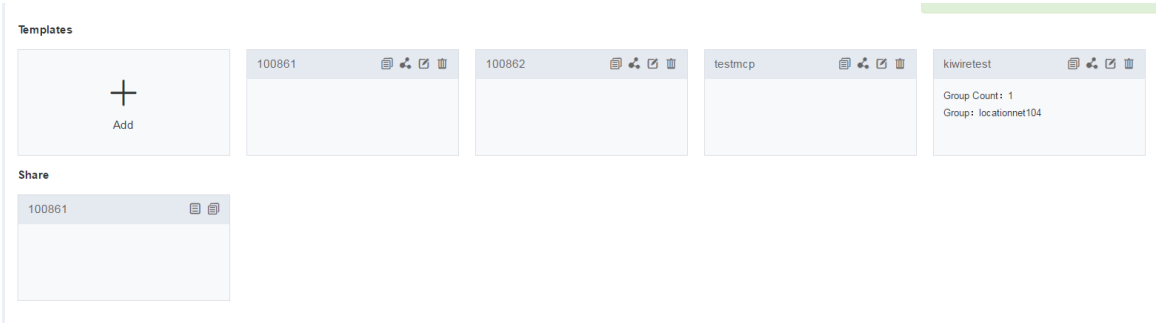 Templates
Add
100861
100862
testmcp
kiwiretest
Group Count：1
Group：locationnet104
Share
100861